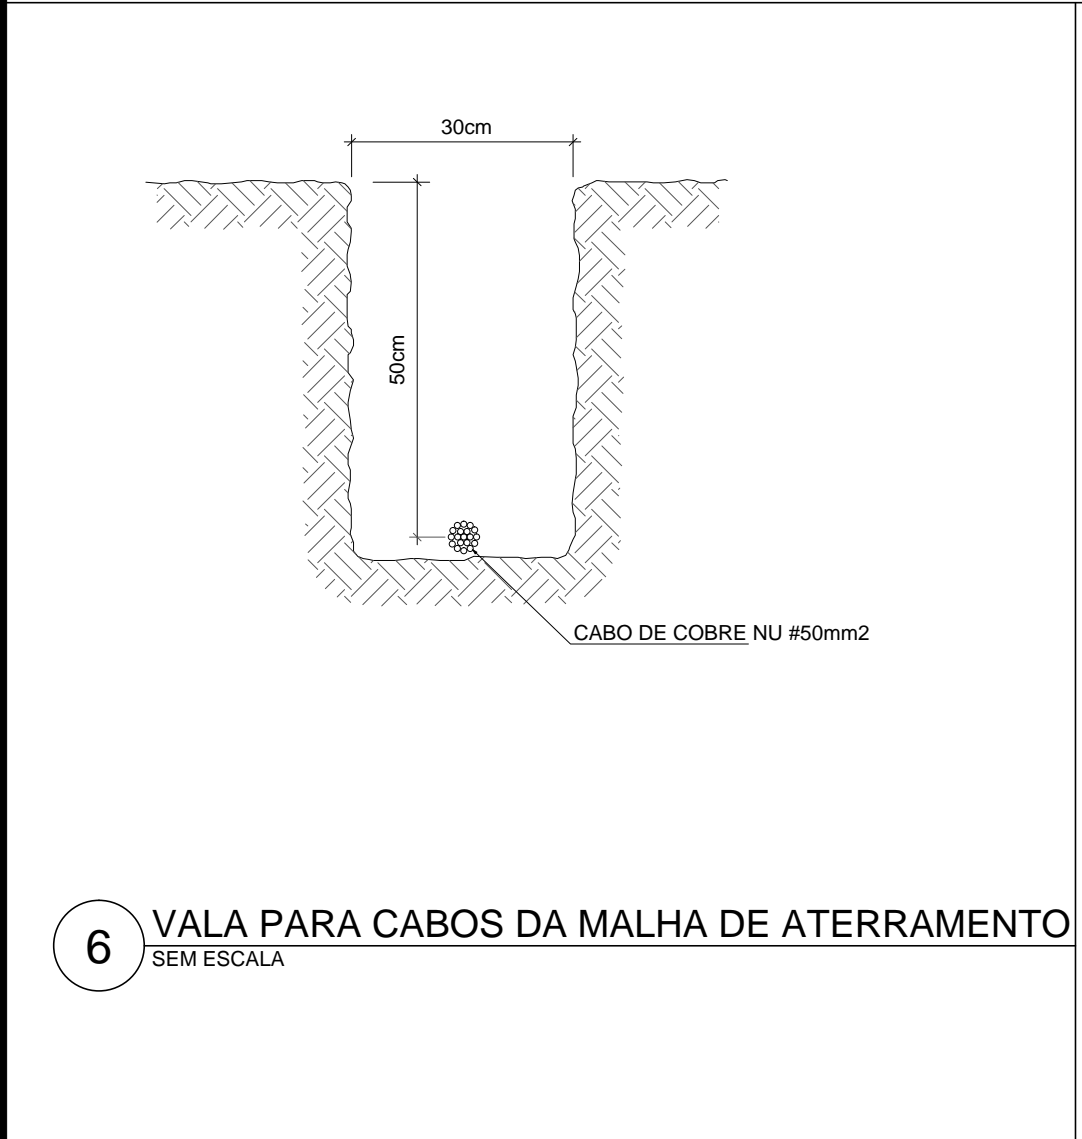 30cm
50cm
CABO DE COBRE NU #50mm2
6
VALA PARA CABOS DA MALHA DE ATERRAMENTO
SEM ESCALA